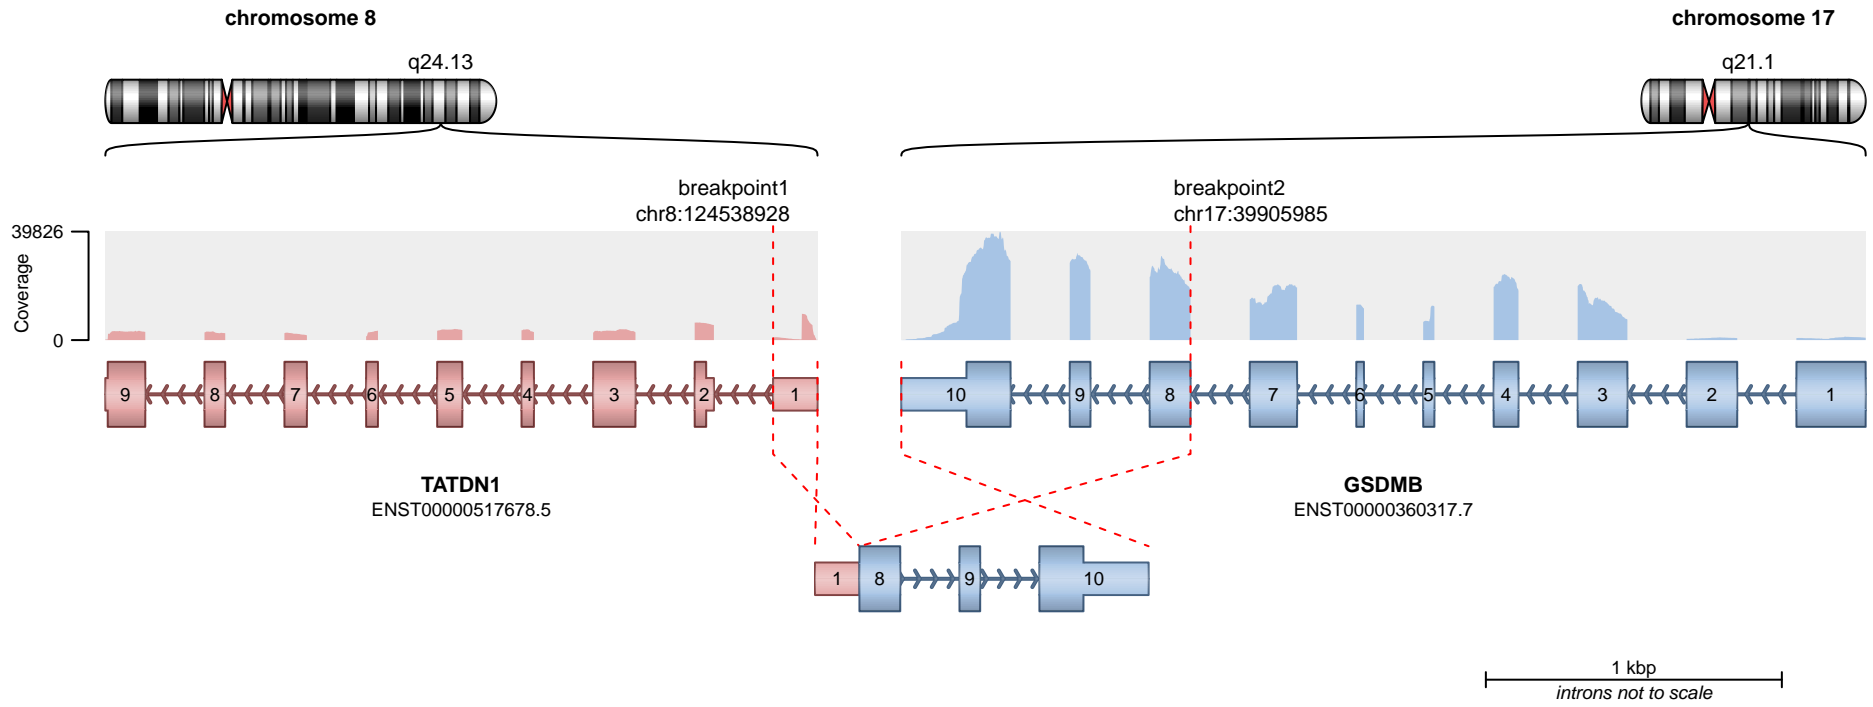 chromosome 8
chromosome 17
q24.13
q21.1
breakpoint1
chr8:124538928
breakpoint2
chr17:39905985
39826
0
Coverage
9 8 7 6 5 4 3 2 1
10 9 8 7 6 5 4 3 2 1
TATDN1
ENST00000517678.5
GSDMB
ENST00000360317.7
1 8 9 10
1 kbp
introns not to scale